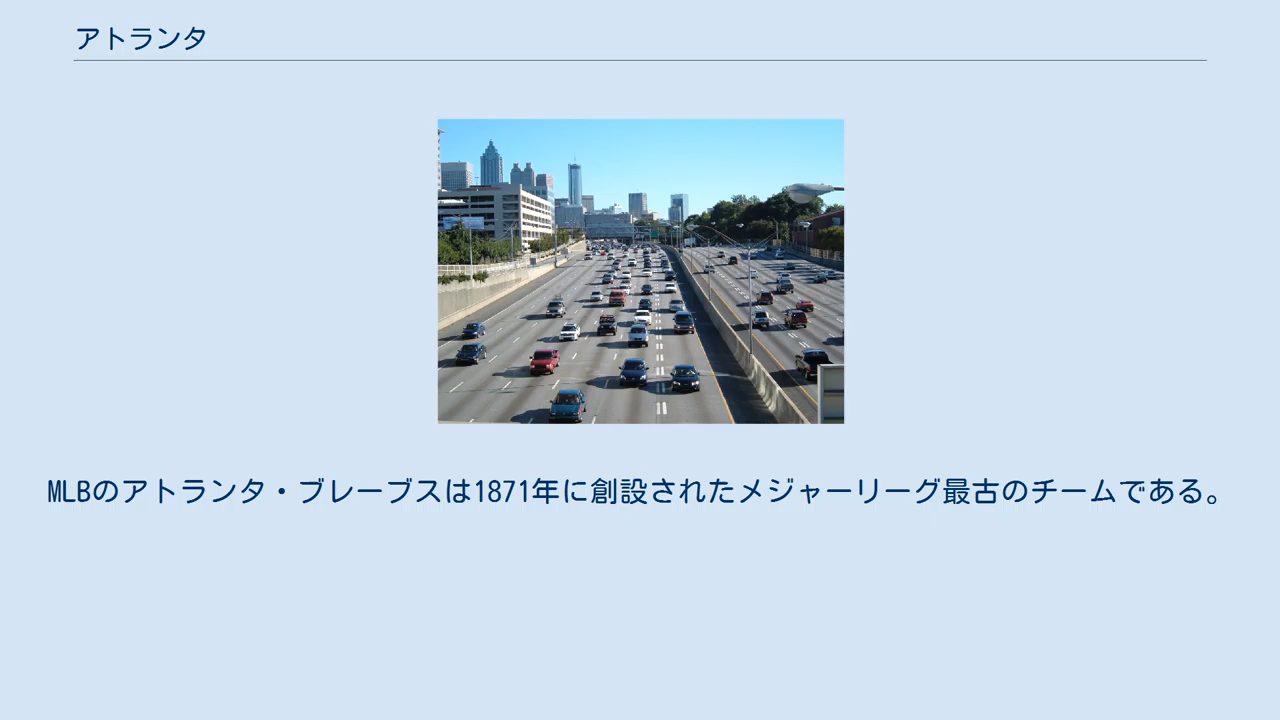 アトランタ
MLBのアトランタ・ブレーブスは1871年に創設されたメジャーリーグ最古のチームである。